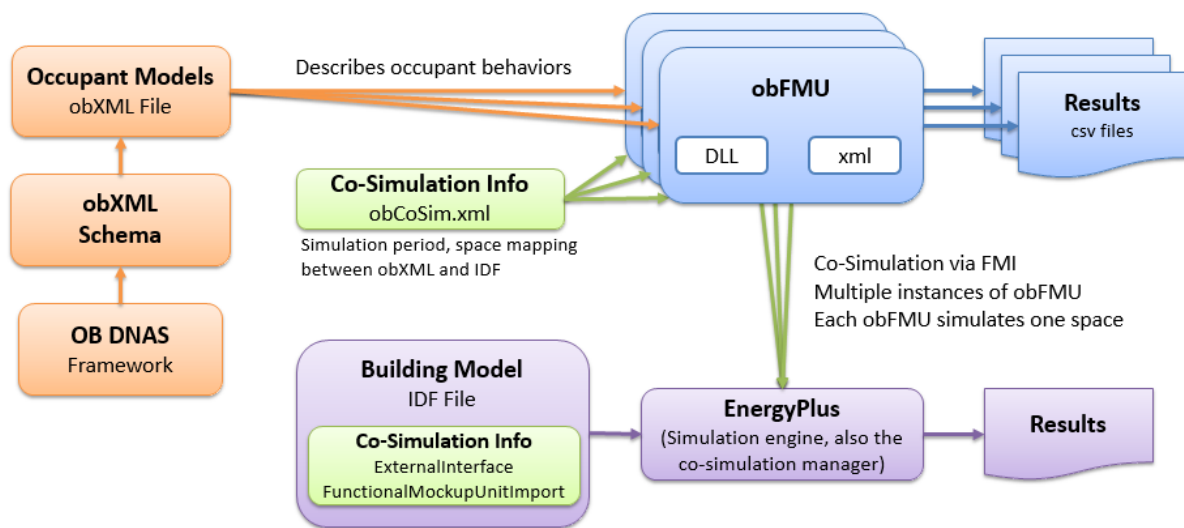 Occupant Models
obXML File
Describes occupant behaviors
obFMU
DLL
xml
Results
csv files
obXML
Schema
Co-Simulation Info
obCoSim.xml
Simulation period, space mapping
between obXML and IDF
Co-Simulation via FMI
Multiple instances of obFMU
Each obFMU simulates one space
OB DNAS
Framework
Building Model
IDF File
Co-Simulation Info
ExternalInterface
FunctionalMockupUnitImport
EnergyPlus
(Simulation engine, also the
co-simulation manager)
Results